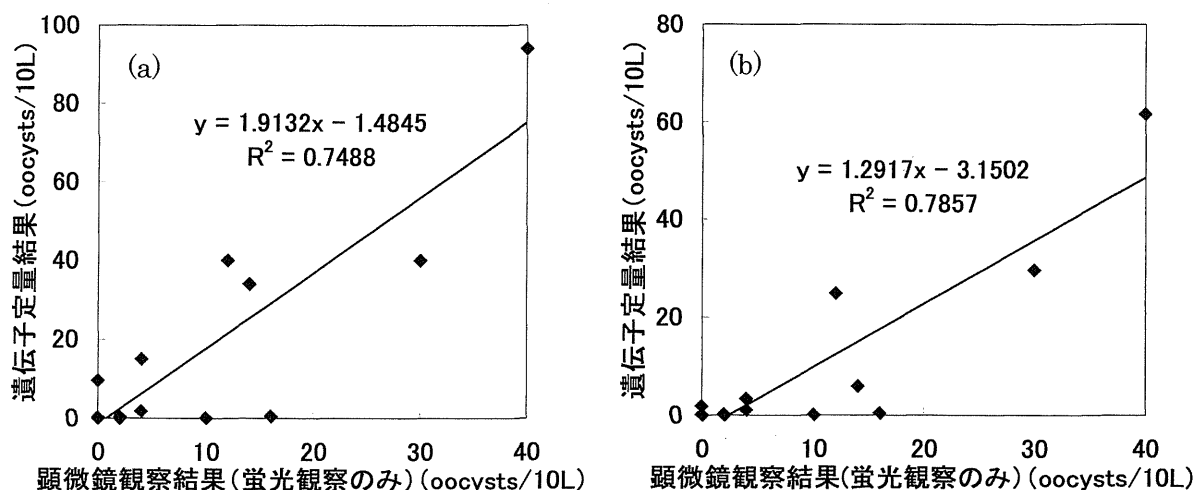 (a)
遺伝子定量結果(oocysts/10L)
100
80
60
40
20
0
y = 1.9132x − 1.4845
R² = 0.7488
0 10 20 30 40
顕微鏡観察結果(蛍光観察のみ)(oocysts/10L)
(b)
遺伝子定量結果(oocysts/10L)
80
60
40
20
0
y = 1.2917x − 3.1502
R² = 0.7857
0 10 20 30 40
顕微鏡観察結果(蛍光観察のみ)(oocysts/10L)